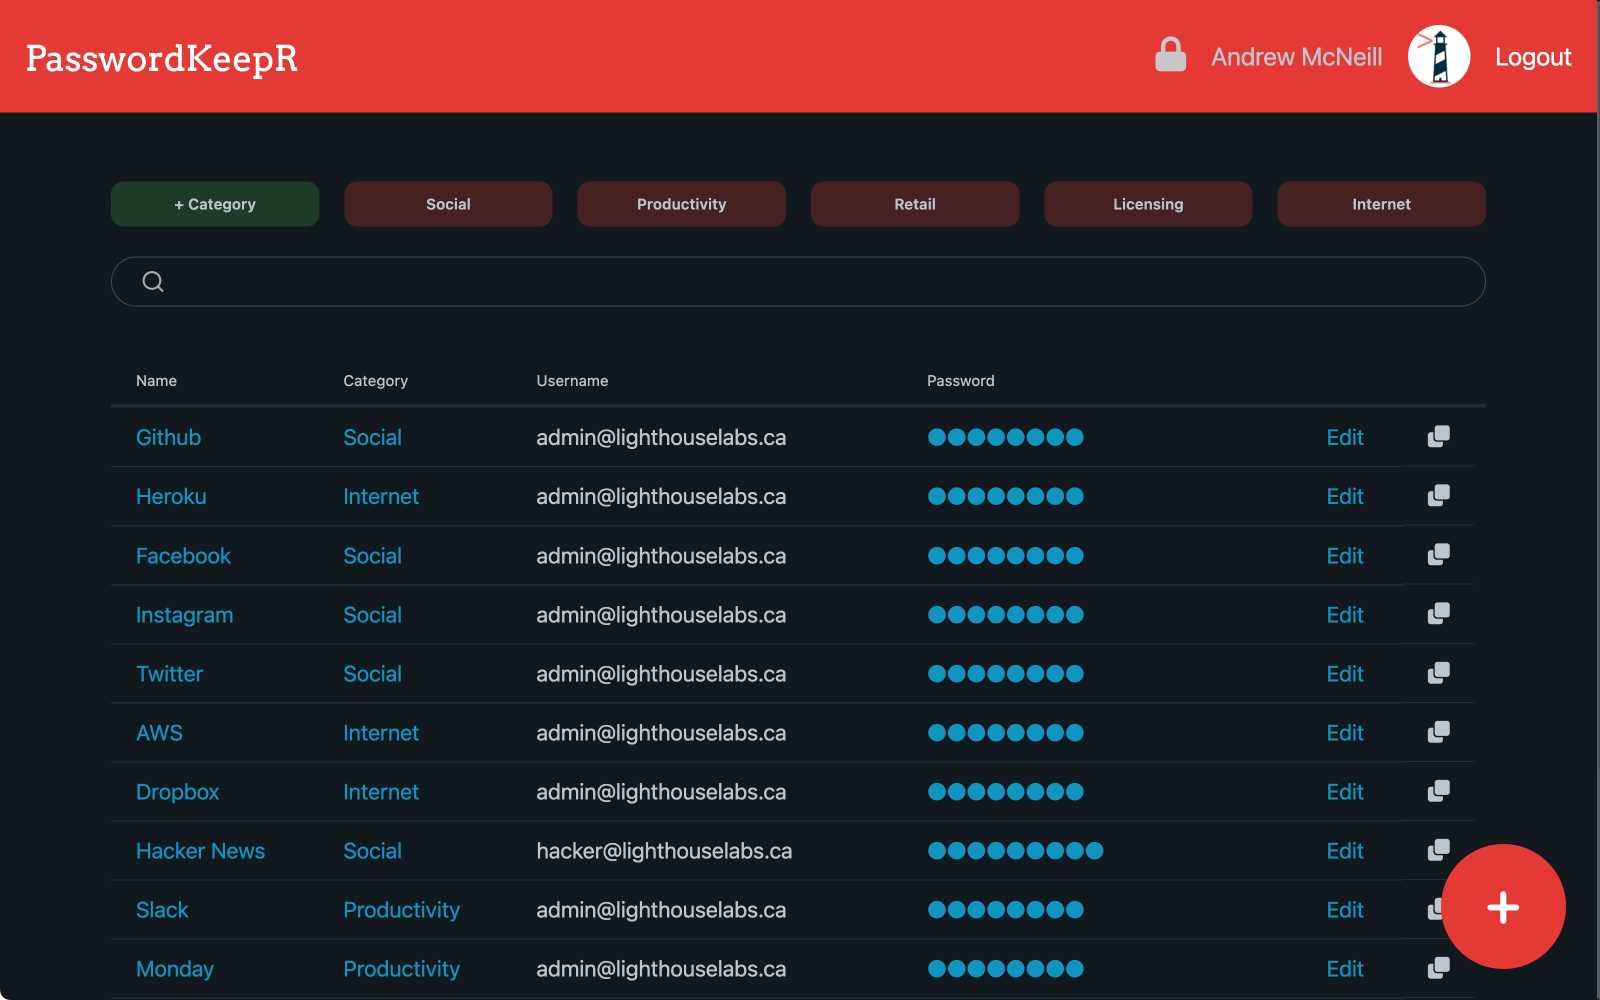 PasswordKeepR Andrew McNeill Logout
+ Category Social Productivity Retail Licensing Internet
Name Category Username Password
Github Social admin@lighthouselabs.ca Edit
Heroku Internet admin@lighthouselabs.ca Edit
Facebook Social admin@lighthouselabs.ca Edit
Instagram Social admin@lighthouselabs.ca Edit
Twitter Social admin@lighthouselabs.ca Edit
AWS Internet admin@lighthouselabs.ca Edit
Dropbox Internet admin@lighthouselabs.ca Edit
Hacker News Social hacker@lighthouselabs.ca Edit
Slack Productivity admin@lighthouselabs.ca Edit
Monday Productivity admin@lighthouselabs.ca Edit